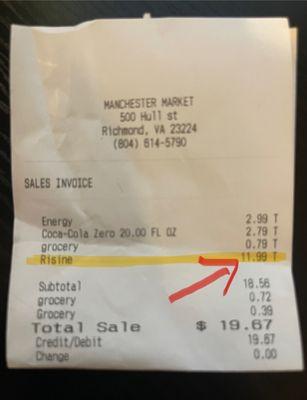 MANCHESTER MARKET
500 Hull st
Richmond, VA 23224
(804) 614-5790
SALES INVOICE
Energy 2.99 T
Coca-Cola Zero 20.00 FL OZ 2.79 T
grocery 0.79 T
Risine 11.99 T
Subtotal 18.56
grocery 0.72
Grocery 0.39
Total Sale $ 19.67
Credit/Debit 19.67
Change 0.00